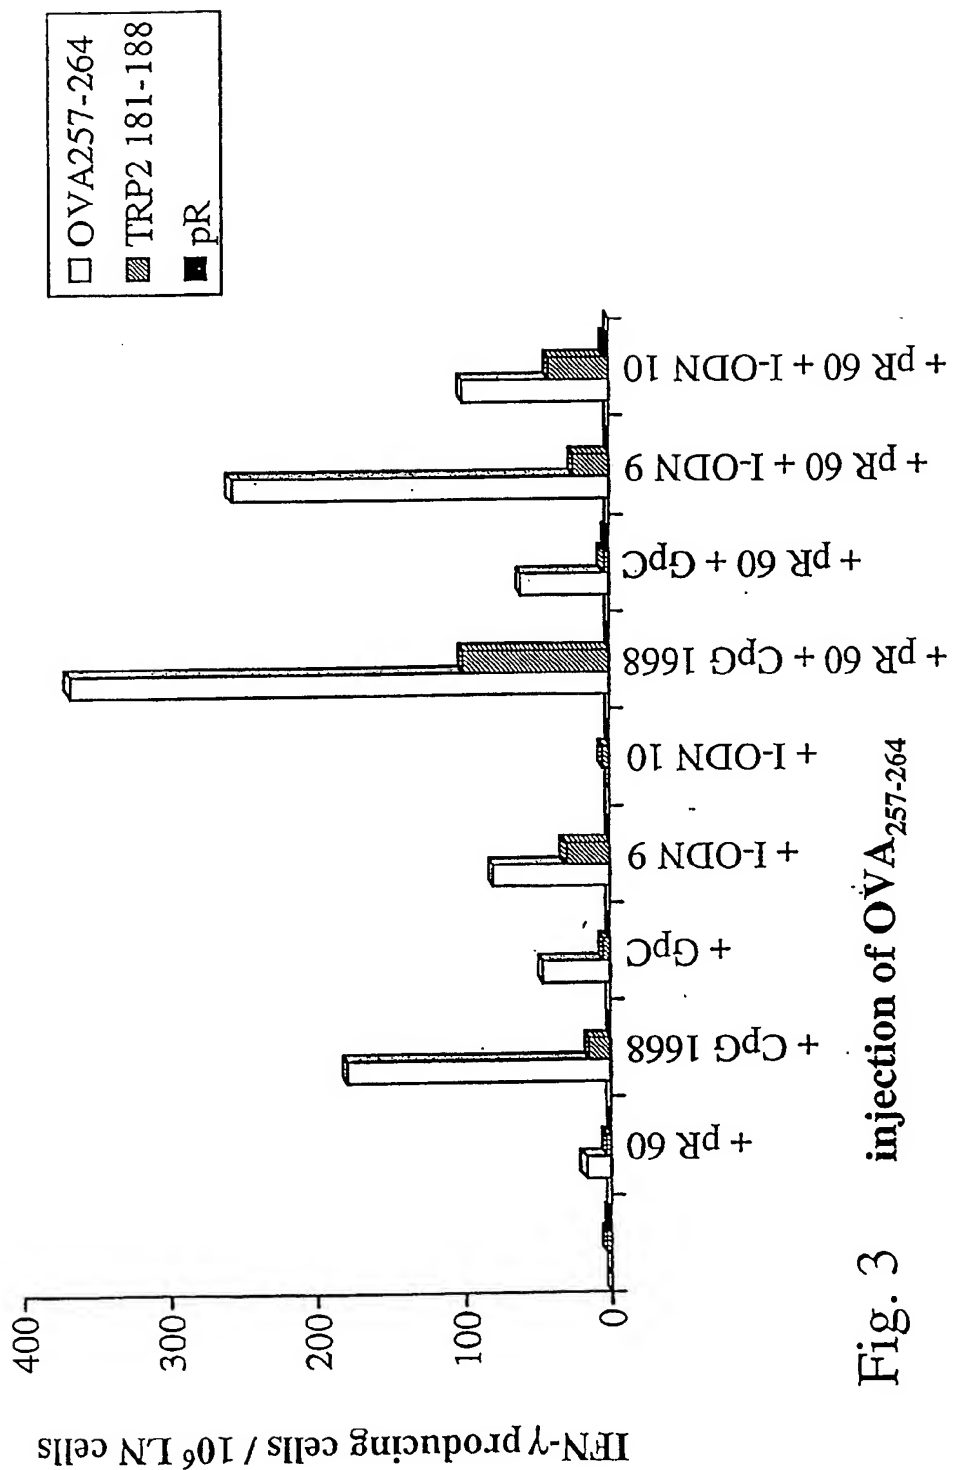 OVA257-264
TRP2 181-188
pR
IFN-γ producing cells / 10⁶ LN cells
400
300
200
100
0
+ pR 60
+ CpG 1668
+ GpC
+ I-ODN 9
+ I-ODN 10
+ pR 60 + CpG 1668
+ pR 60 + GpC
+ pR 60 + I-ODN 9
+ pR 60 + I-ODN 10
Fig. 3 injection of OVA₂₅₇₋₂₆₄